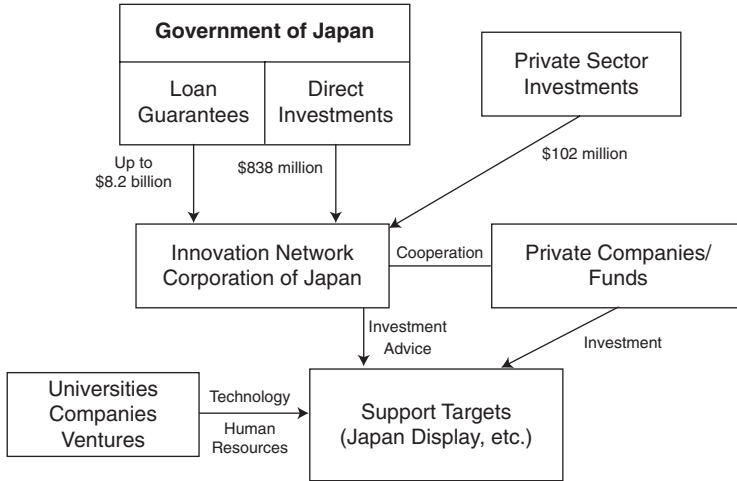 Government of Japan
Loan
Guarantees
Direct
Investments
Private Sector
Investments
Up to
$8.2 billion
$838 million
$102 million
Innovation Network
Corporation of Japan
Cooperation
Private Companies/
Funds
Investment
Advice
Investment
Universities
Companies
Ventures
Technology
Human
Resources
Support Targets
(Japan Display, etc.)